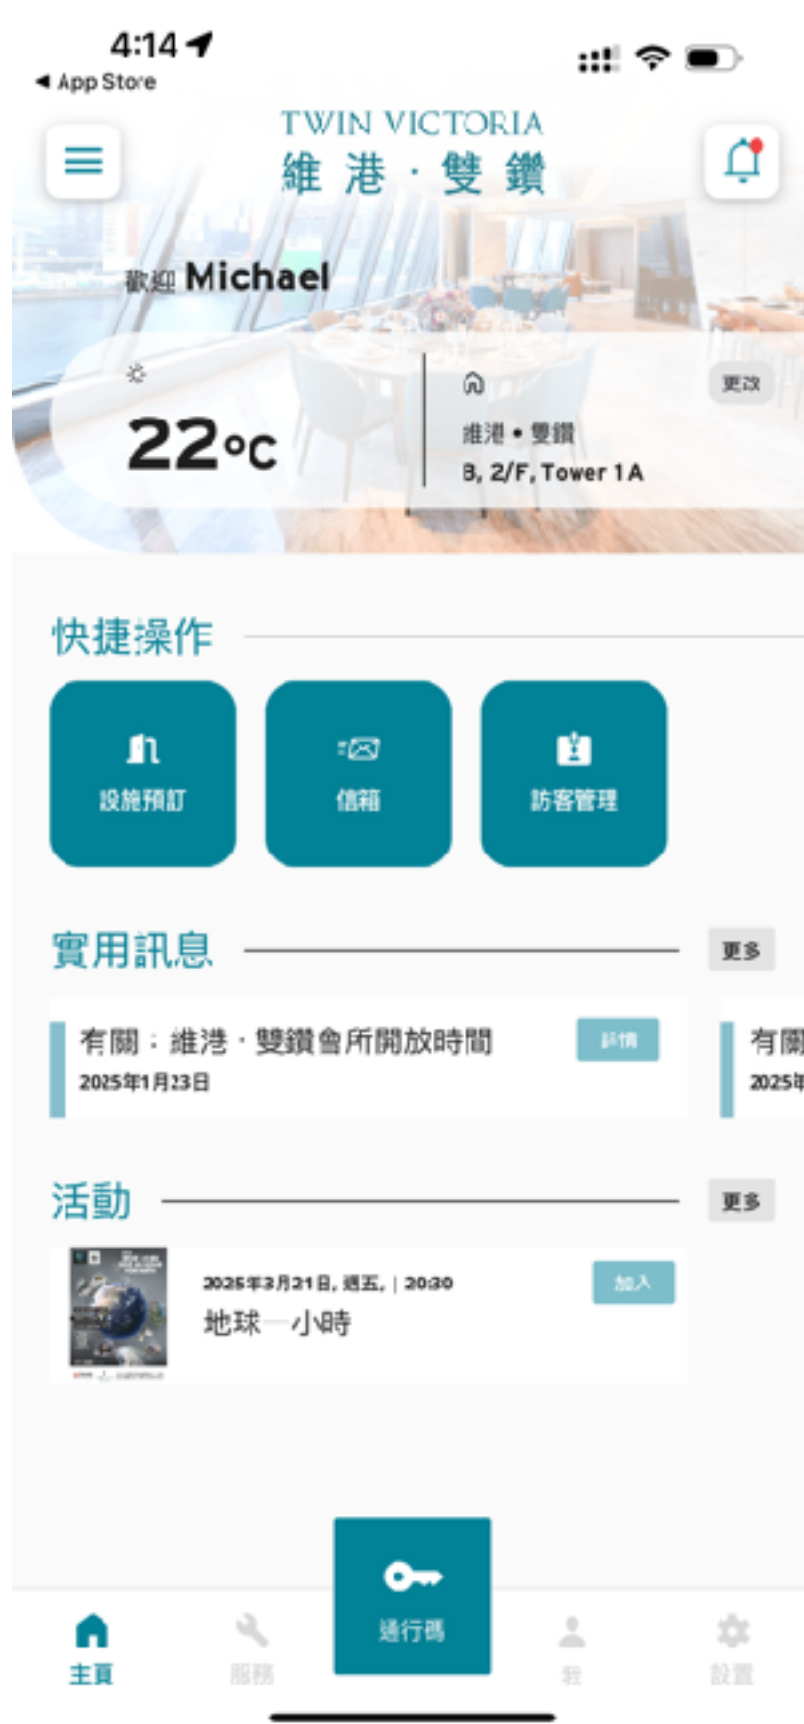 4:14
App Store
TWIN VICTORIA
維港·雙鑽
歡迎 Michael
22°C
更改
維港•雙鑽
B, 2/F, Tower 1A
快捷操作
設施預訂
信箱
訪客管理
實用訊息
更多
有關：維港·雙鑽會所開放時間
詳情
2025年1月23日
有關
2025年
活動
更多
2025年3月21日, 週五, | 20:30
加入
地球一小時
通行碼
主頁
服務
我
設置